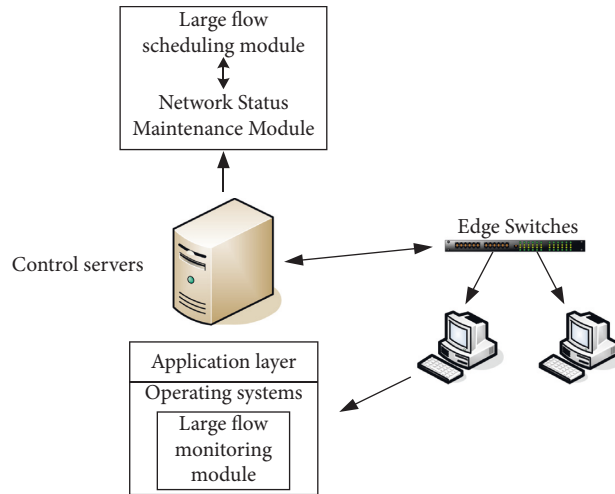 Large flow
scheduling module
Network Status
Maintenance Module
Edge Switches
Control servers
Application layer
Operating systems
Large flow
monitoring
module